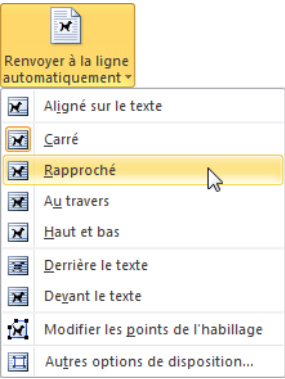 Renvoyer à la ligne
automatiquement
Aligné sur le texte
Carré
Rapproché
Au travers
Haut et bas
Derrière le texte
Devant le texte
Modifier les points de l'habillage
Autres options de disposition...